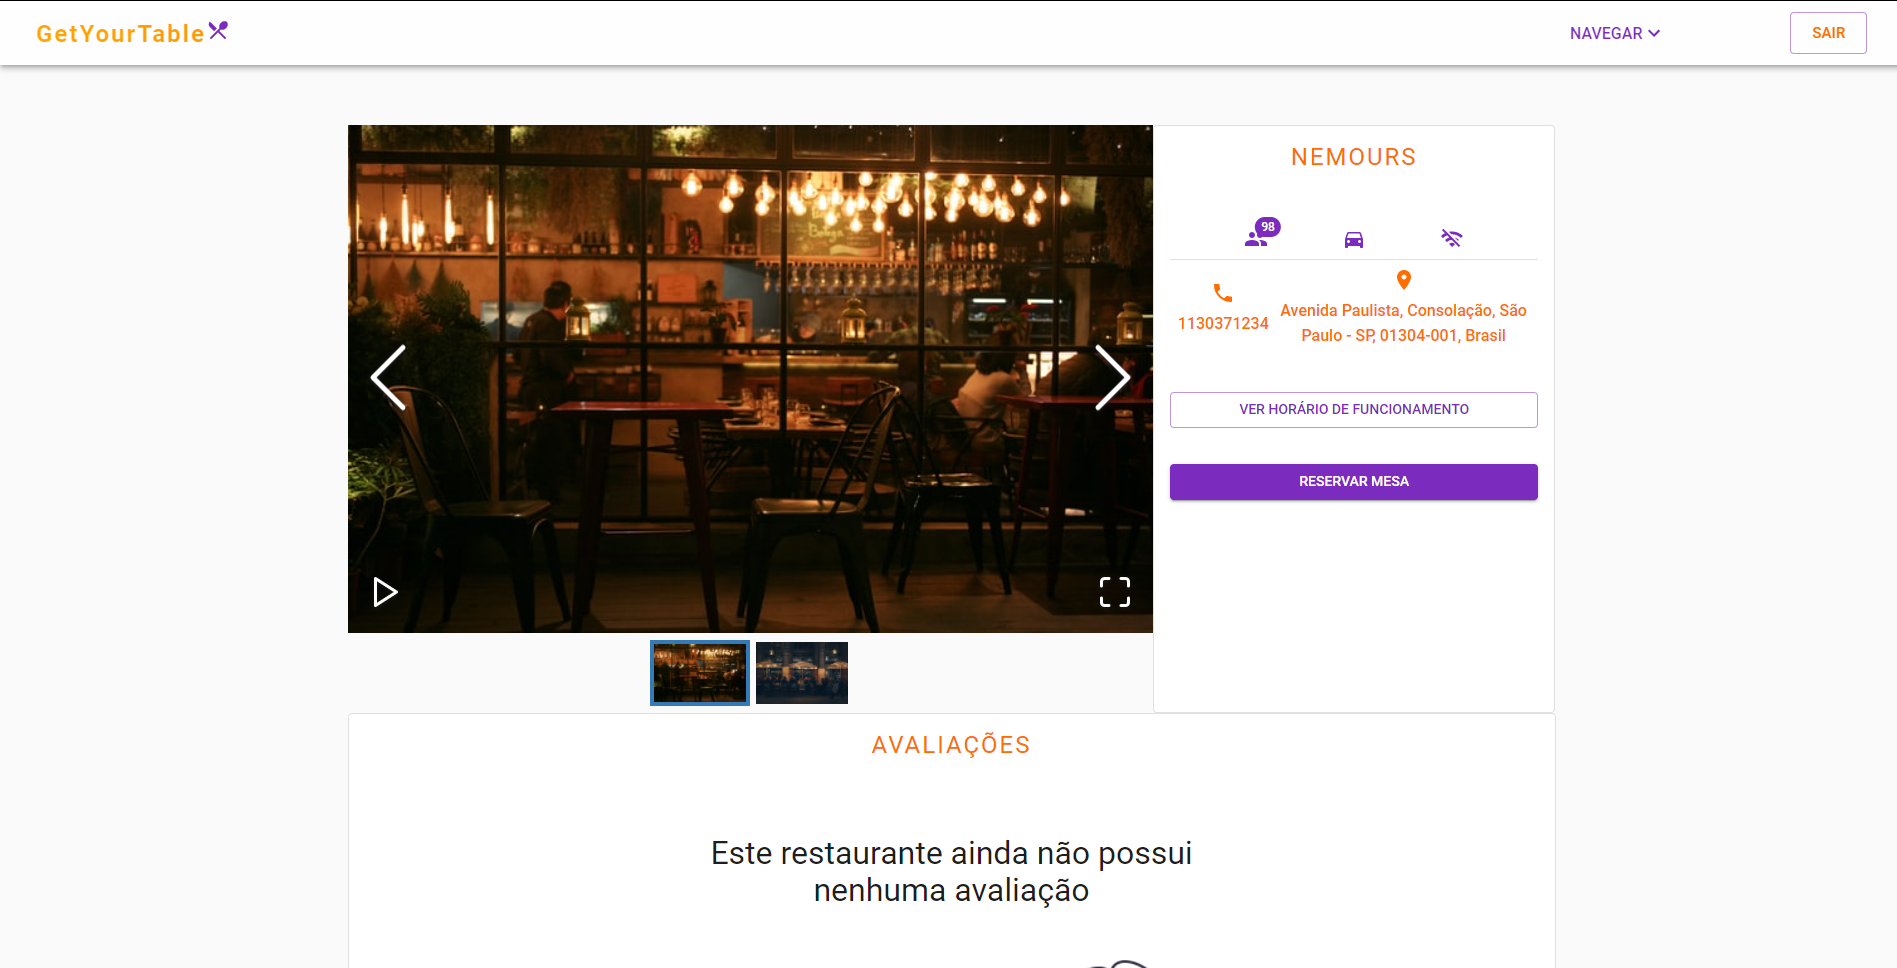 GetYourTable
NAVEGAR
SAIR
NEMOURS
98
1130371234
Avenida Paulista, Consolação, São
Paulo - SP, 01304-001, Brasil
VER HORÁRIO DE FUNCIONAMENTO
RESERVAR MESA
AVALIAÇÕES
Este restaurante ainda não possui
nenhuma avaliação